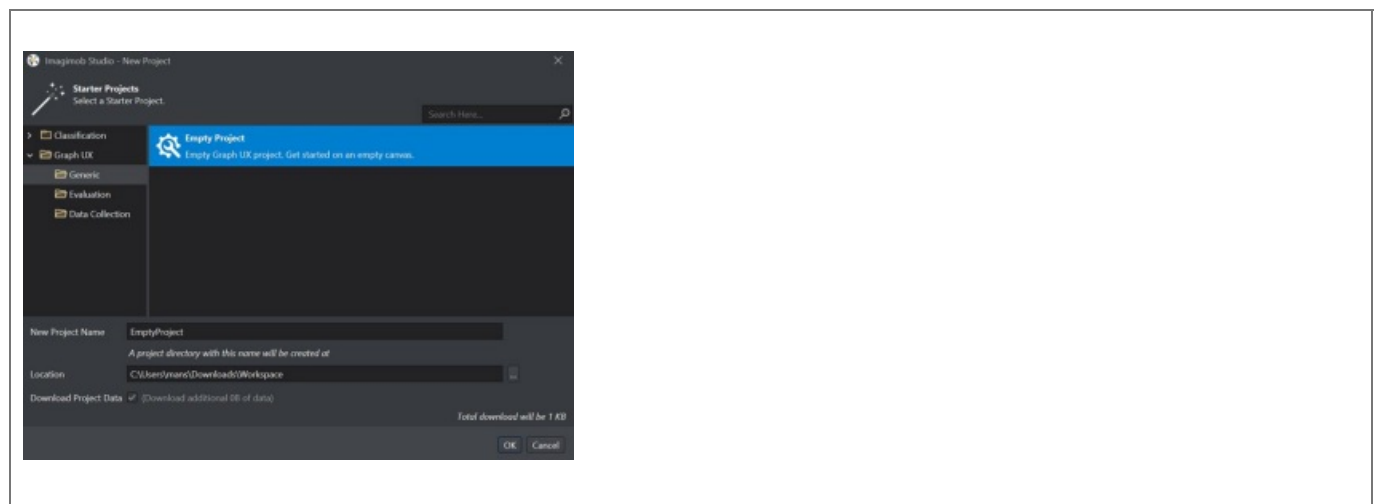 Imagimob Studio - New Project
Starter Projects
Select a Starter Project.
Search Here...
Classification
Graph UX
Generic
Evaluation
Data Collection
Empty Project
Empty Graph UX project. Get started on an empty canvas.
New Project Name EmptyProject
A project directory with this name will be created at
Location C:\Users\mans\Downloads\Workspace
Download Project Data (Download additional 0B of data)
Total download will be 1 KB
OK Cancel